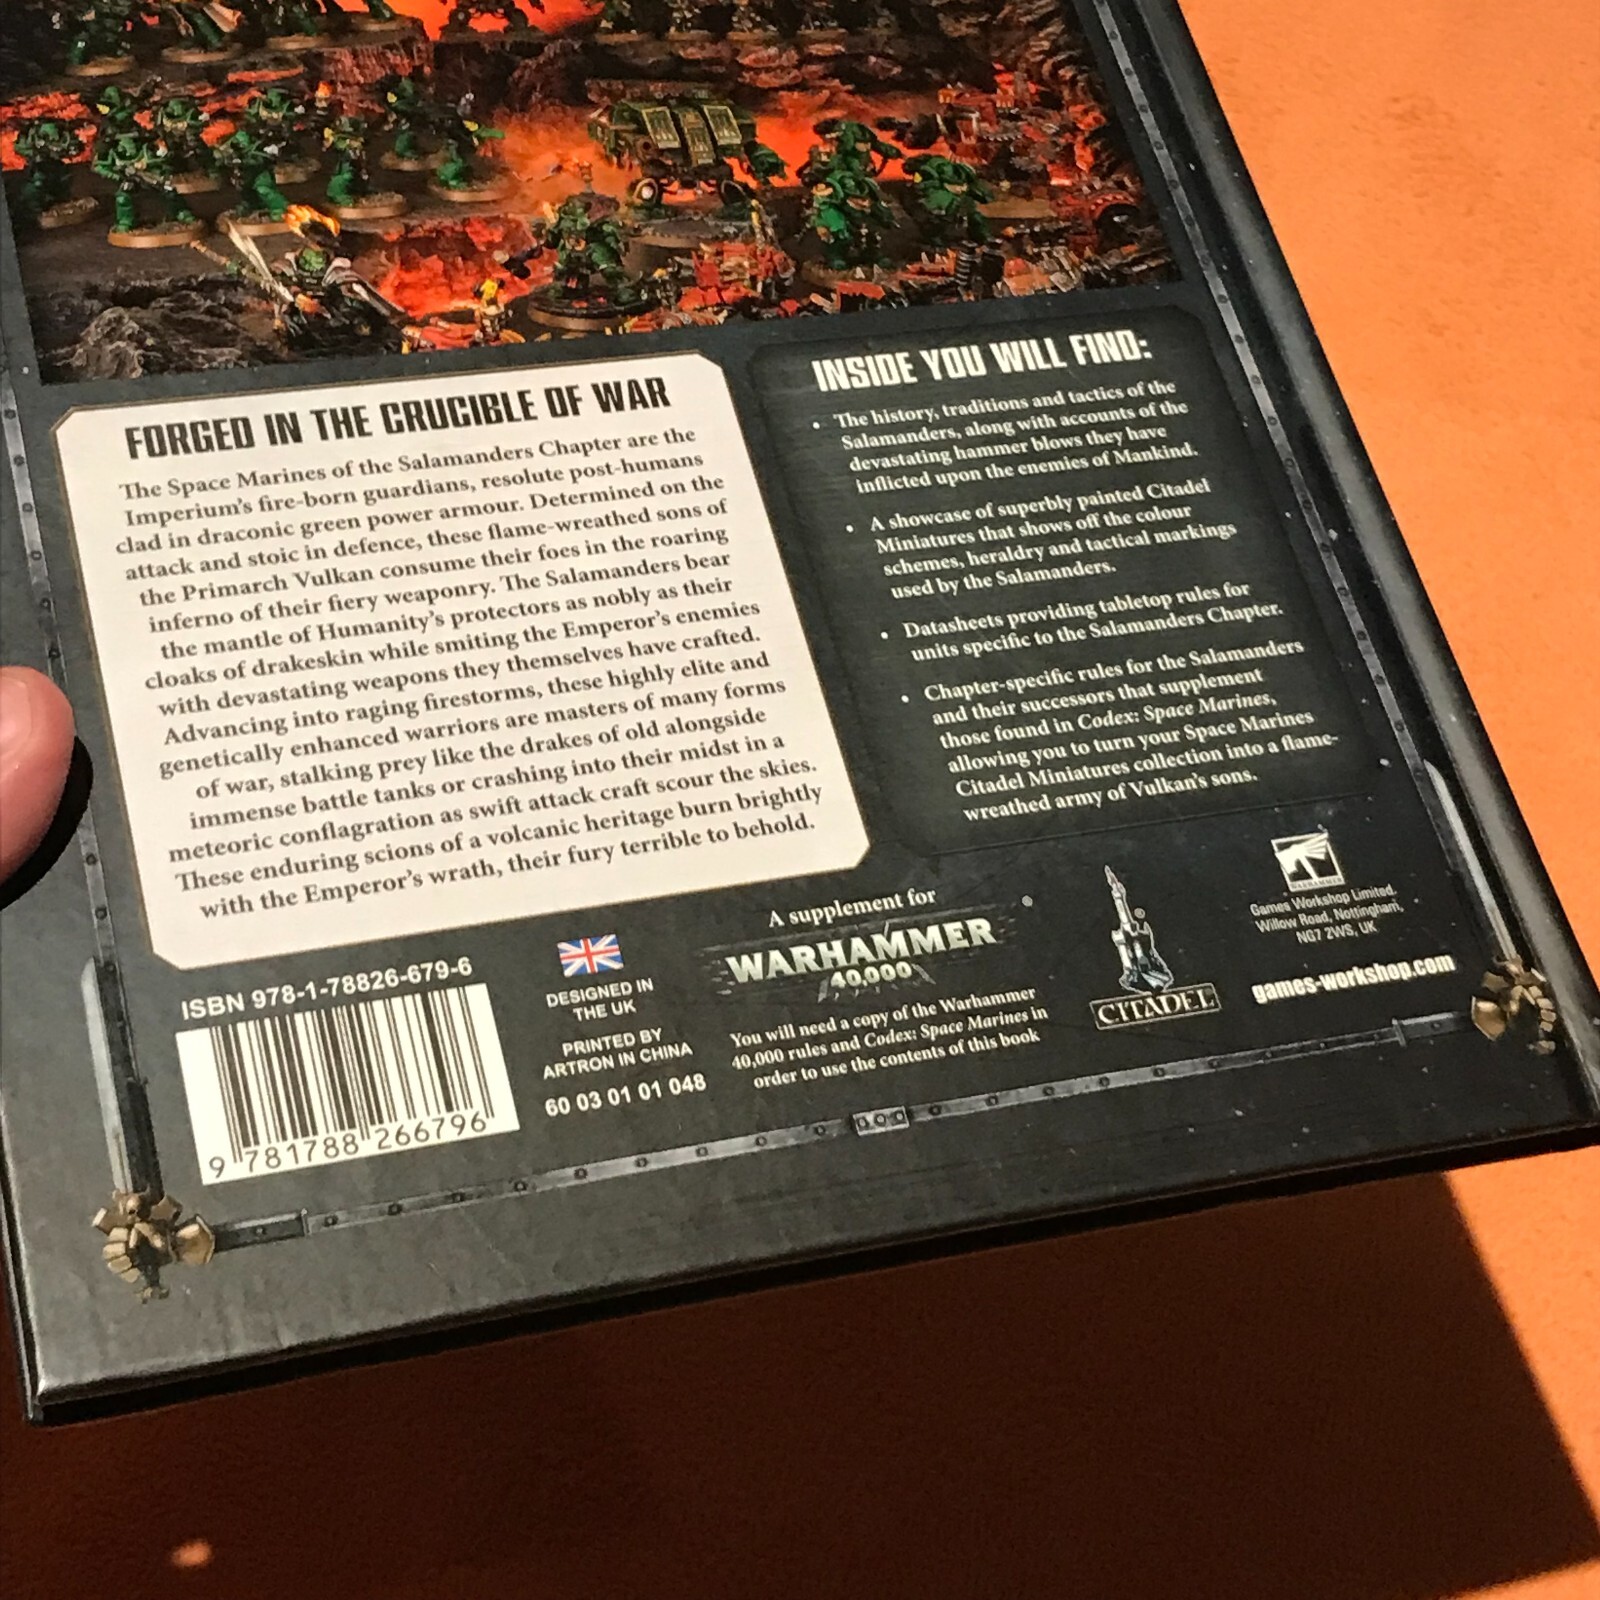 FORGED IN THE CRUCIBLE OF WAR
The Space Marines of the Salamanders Chapter are the
Imperium's fire-born guardians, resolute post-humans
clad in draconic green power armour. Determined on the
attack and stoic in defence, these flame-wreathed sons of
the Primarch Vulkan consume their foes in the roaring
inferno of their fiery weaponry. The Salamanders bear
the mantle of Humanity's protectors as nobly as their
cloaks of drakeskin while smiting the Emperor's enemies
with devastating weapons they themselves have crafted.
Advancing into raging firestorms, these highly elite and
genetically enhanced warriors are masters of many forms
of war, stalking prey like the drakes of old alongside
immense battle tanks or crashing into their midst in a
meteoric conflagration as swift attack craft scour the skies.
These enduring scions of a volcanic heritage burn brightly
with the Emperor's wrath, their fury terrible to behold.
INSIDE YOU WILL FIND:
• The history, traditions and tactics of the
Salamanders, along with accounts of the
devastating hammer blows they have
inflicted upon the enemies of Mankind.
• A showcase of superbly painted Citadel
Miniatures that shows off the colour
schemes, heraldry and tactical markings
used by the Salamanders.
• Datasheets providing tabletop rules for
units specific to the Salamanders Chapter.
• Chapter-specific rules for the Salamanders
and their successors that supplement
those found in Codex: Space Marines,
allowing you to turn your Space Marines
Citadel Miniatures collection into a flame-
wreathed army of Vulkan's sons.
ISBN 978-1-78826-679-6
9 781788 266796
DESIGNED IN
THE UK
PRINTED BY
ARTRON IN CHINA
60 03 01 01 048
A supplement for
WARHAMMER
40,000
®
You will need a copy of the Warhammer
40,000 rules and Codex: Space Marines in
order to use the contents of this book
®
CITADEL
WARHAMMER
Games Workshop Limited,
Willow Road, Nottingham,
NG7 2WS, UK
games-workshop.com